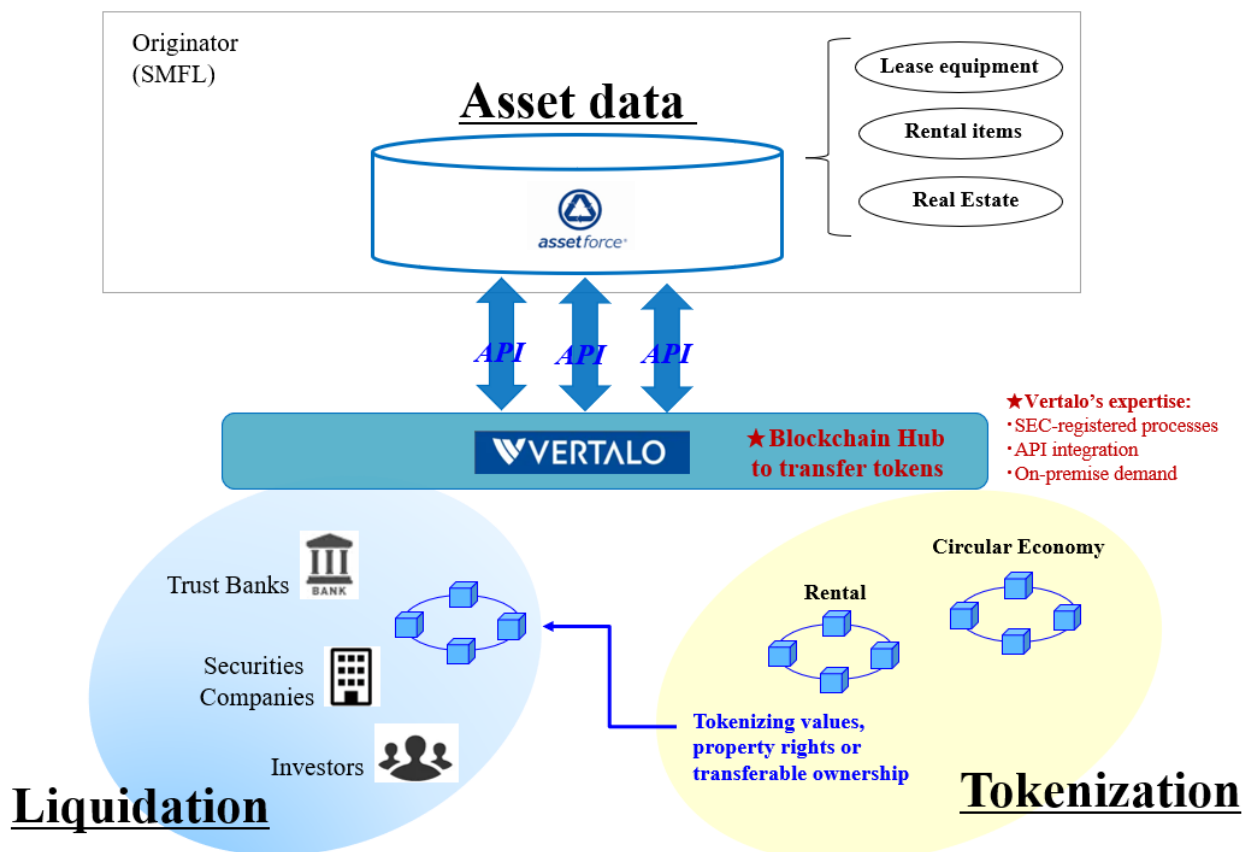 Originator
(SMFL)
Asset data
Lease equipment
Rental items
Real Estate
assetforce®
API API API
VERTALO
★Blockchain Hub
to transfer tokens
★Vertalo’s expertise:
・SEC-registered processes
・API integration
・On-premise demand
Trust Banks
BANK
Securities
Companies
Investors
Liquidation
Circular Economy
Rental
Tokenizing values,
property rights or
transferable ownership
Tokenization